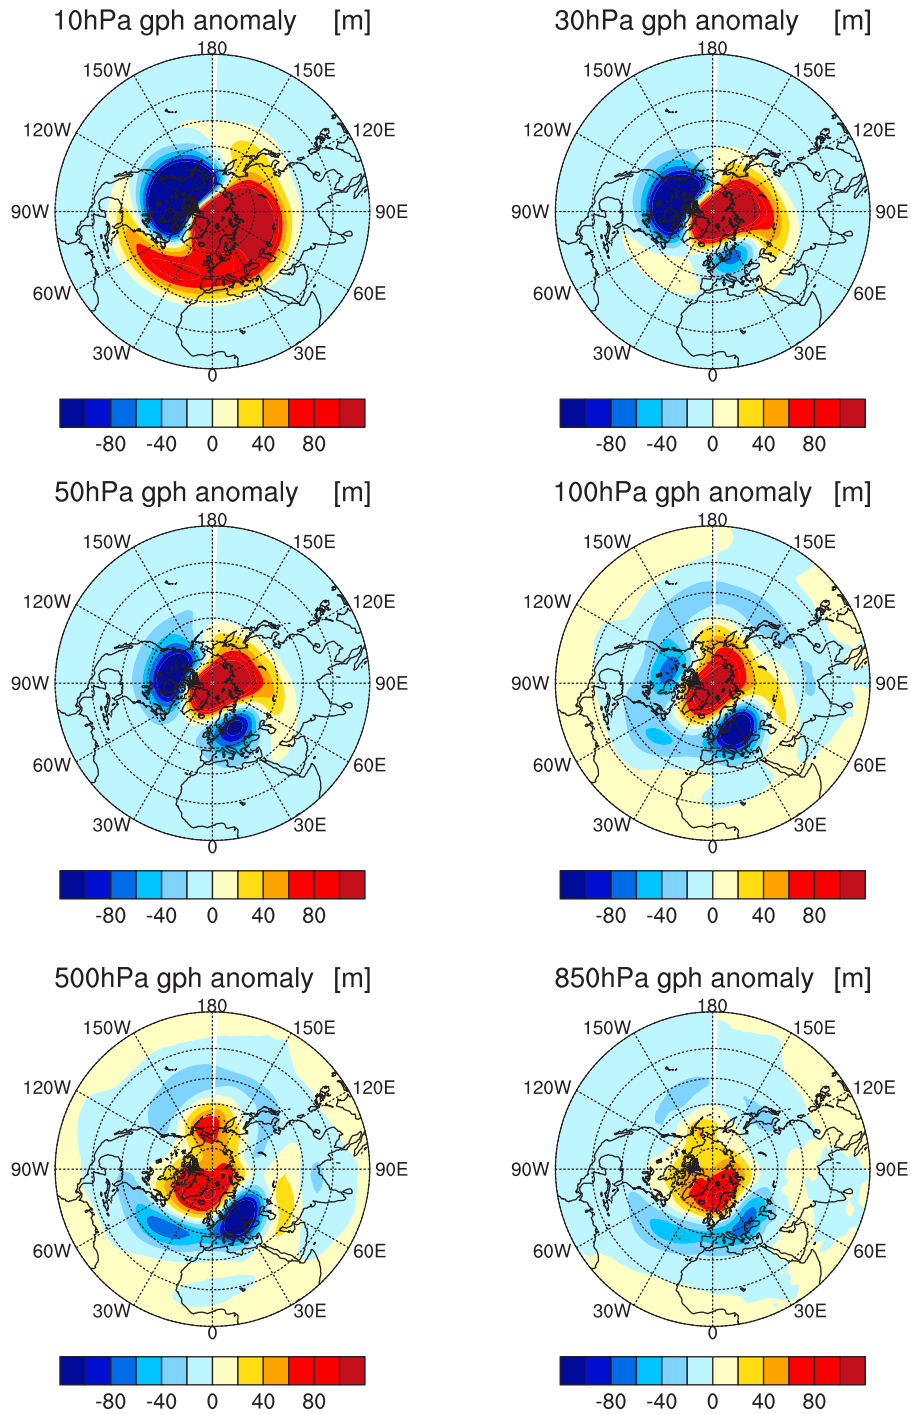 10hPa gph anomaly [m]
180
150W 150E
120W 120E
90W 90E
60W 60E
30W 30E
0
-80 -40 0 40 80
30hPa gph anomaly [m]
180
150W 150E
120W 120E
90W 90E
60W 60E
30W 30E
0
-80 -40 0 40 80
50hPa gph anomaly [m]
180
150W 150E
120W 120E
90W 90E
60W 60E
30W 30E
0
-80 -40 0 40 80
100hPa gph anomaly [m]
180
150W 150E
120W 120E
90W 90E
60W 60E
30W 30E
0
-80 -40 0 40 80
500hPa gph anomaly [m]
180
150W 150E
120W 120E
90W 90E
60W 60E
30W 30E
0
-80 -40 0 40 80
850hPa gph anomaly [m]
180
150W 150E
120W 120E
90W 90E
60W 60E
30W 30E
0
-80 -40 0 40 80